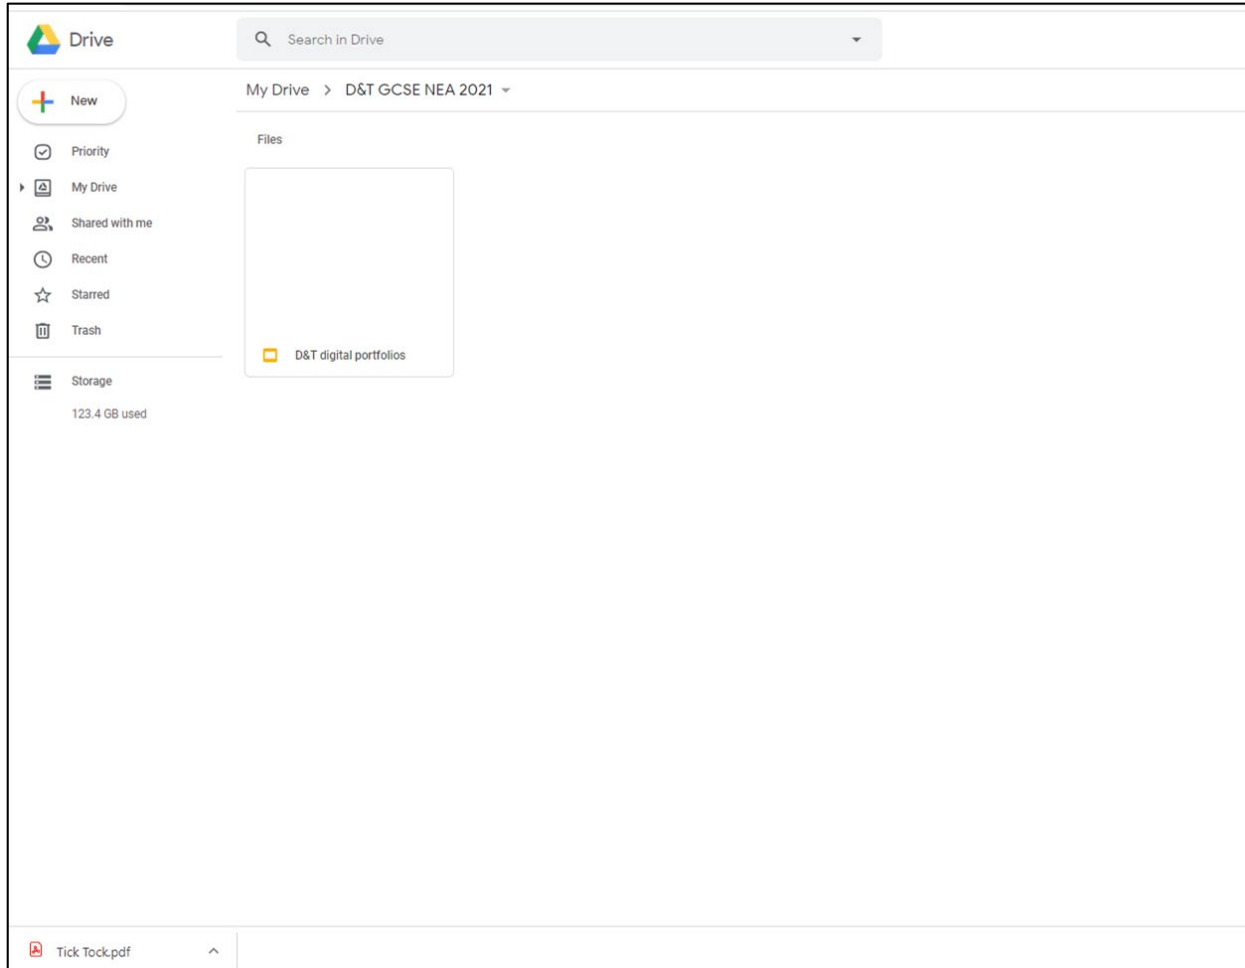 Drive
Search in Drive
New
My Drive > D&T GCSE NEA 2021
Priority
My Drive
Shared with me
Recent
Starred
Trash
Storage
123.4 GB used
Files
D&T digital portfolios
Tick Tock.pdf